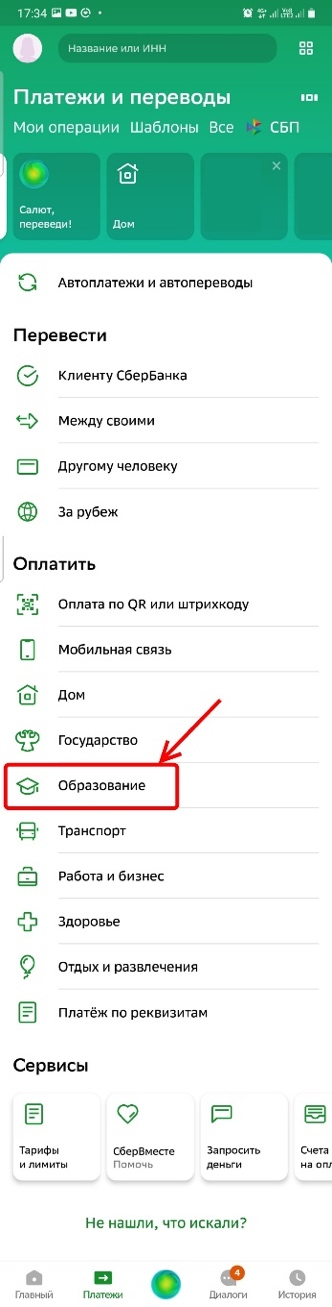 17:34
Название или ИНН
Платежи и переводы
Мои операции Шаблоны Все СБП
Салют,
переведи!
Дом
Автоплатежи и автопереводы
Перевести
Клиенту СберБанка
Между своими
Другому человеку
За рубеж
Оплатить
Оплата по QR или штрихкоду
Мобильная связь
Дом
Государство
Образование
Транспорт
Работа и бизнес
Здоровье
Отдых и развлечения
Платёж по реквизитам
Сервисы
Тарифы
и лимиты
СберВместе
Помочь
Запросить
деньги
Счета
на опл
Не нашли, что искали?
4
Главный Платежи Диалоги История